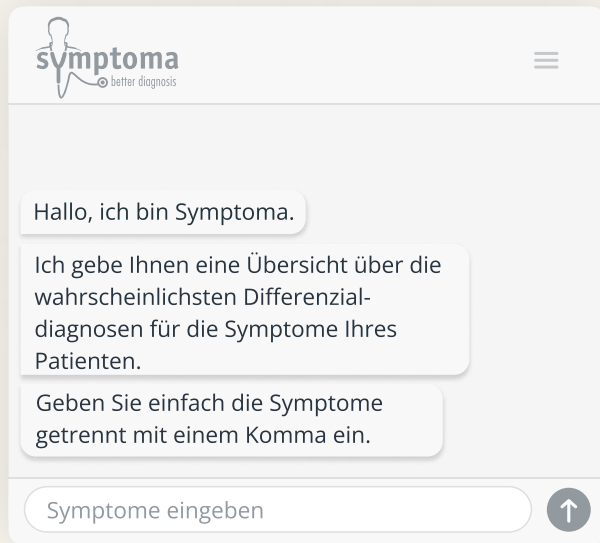 symptoma
better diagnosis
Hallo, ich bin Symptoma.
Ich gebe Ihnen eine Übersicht über die
wahrscheinlichsten Differenzial-
diagnosen für die Symptome Ihres
Patienten.
Geben Sie einfach die Symptome
getrennt mit einem Komma ein.
Symptome eingeben